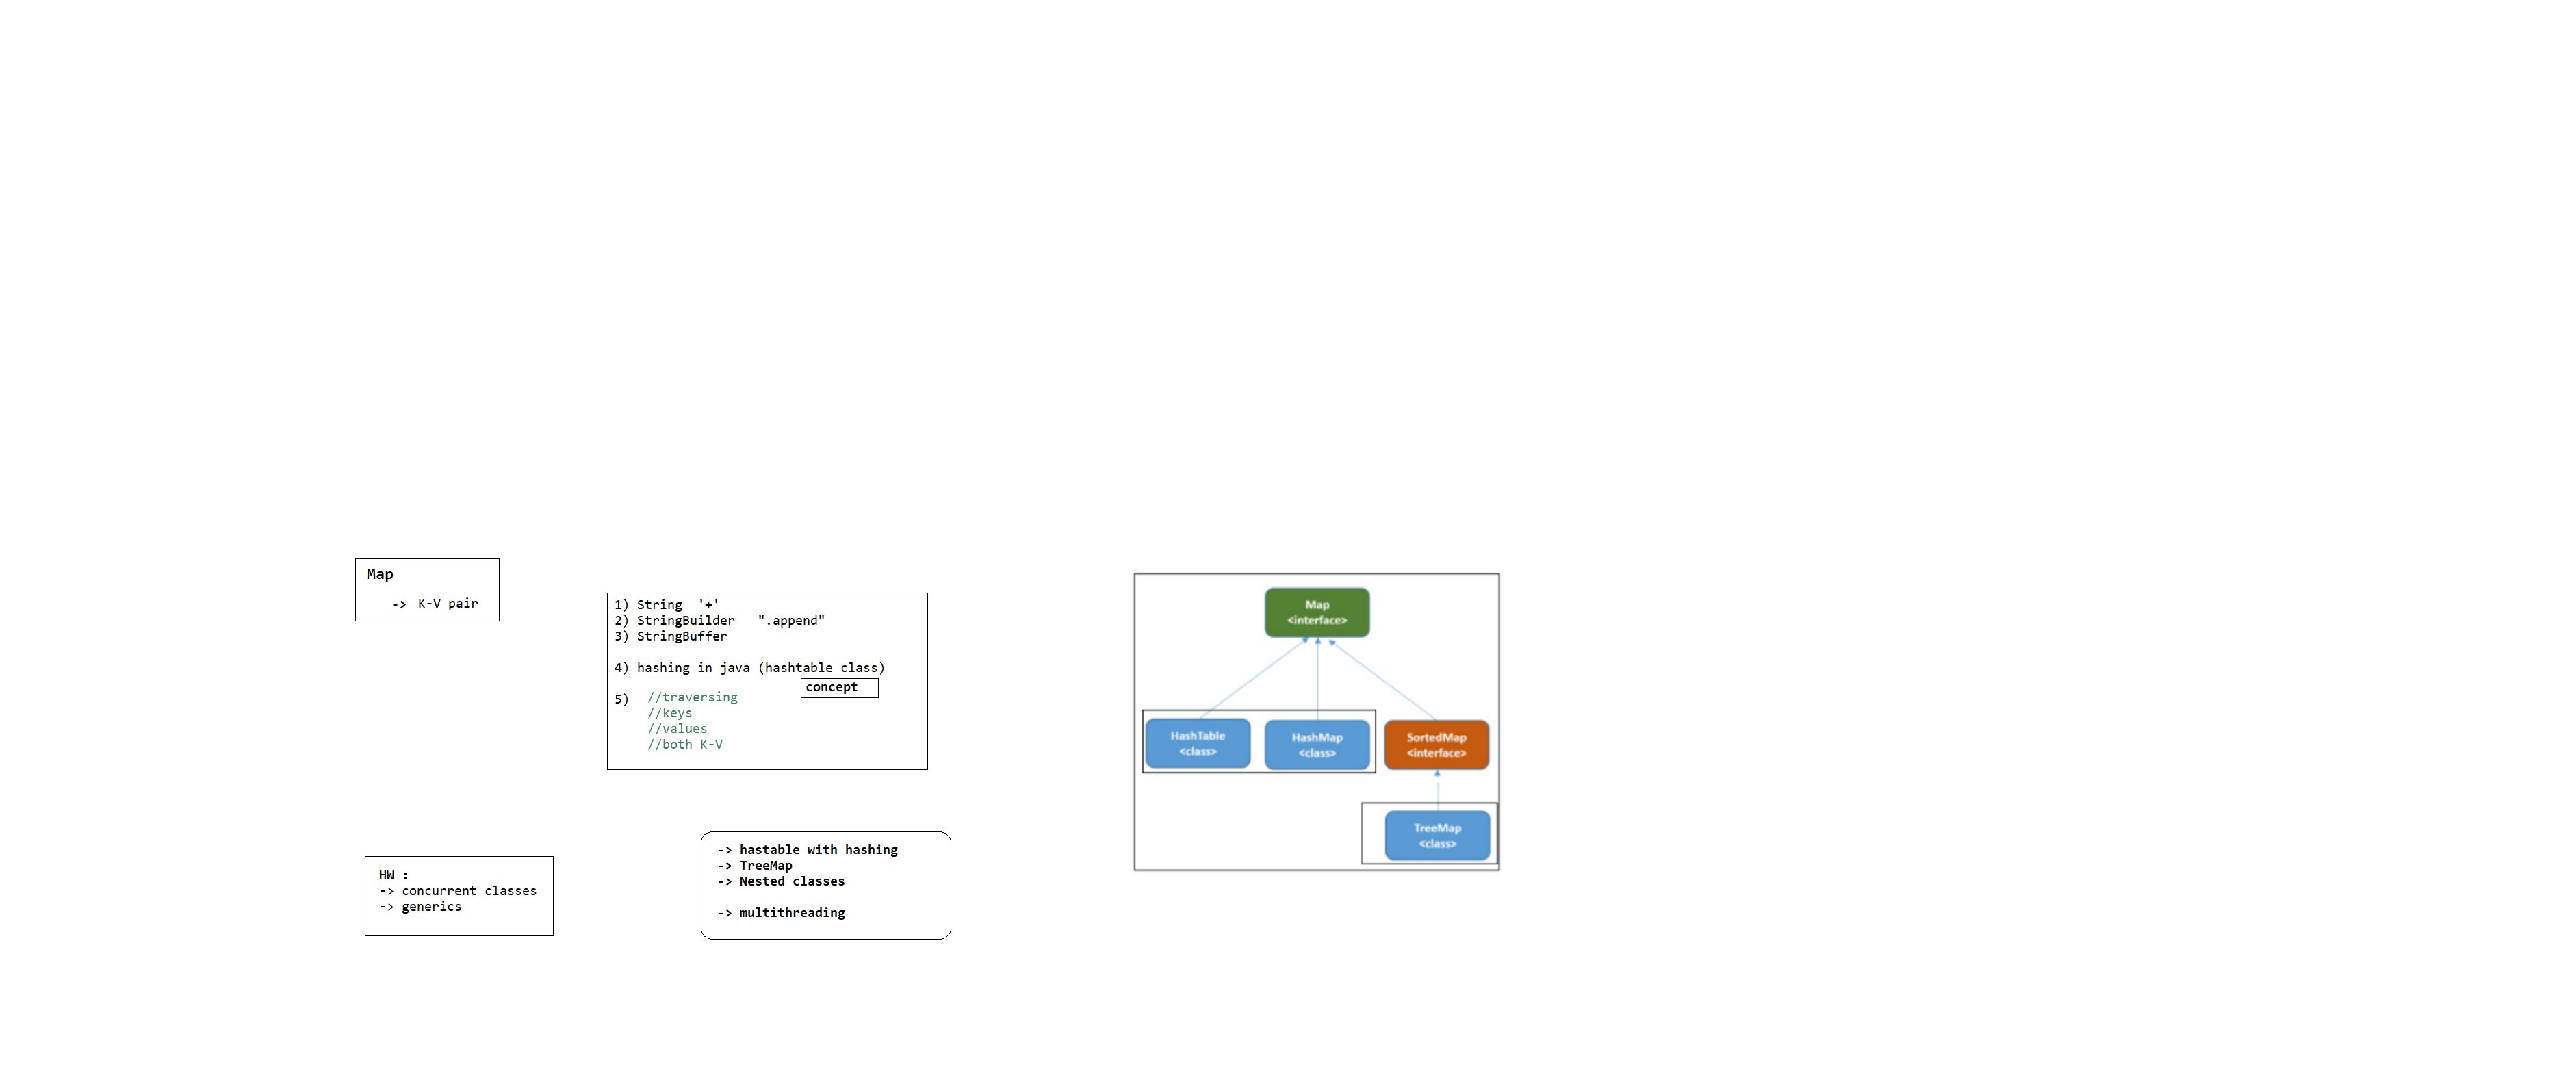 Map
-> K-V pair
1) String '+'
2) StringBuilder ".append"
3) StringBuffer
4) hashing in java (hashtable class)
concept
5) //traversing
//keys
//values
//both K-V
HW :
-> concurrent classes
-> generics
-> hastable with hashing
-> TreeMap
-> Nested classes
-> multithreading
Map
<interface>
HashTable
<class>
HashMap
<class>
SortedMap
<interface>
TreeMap
<class>